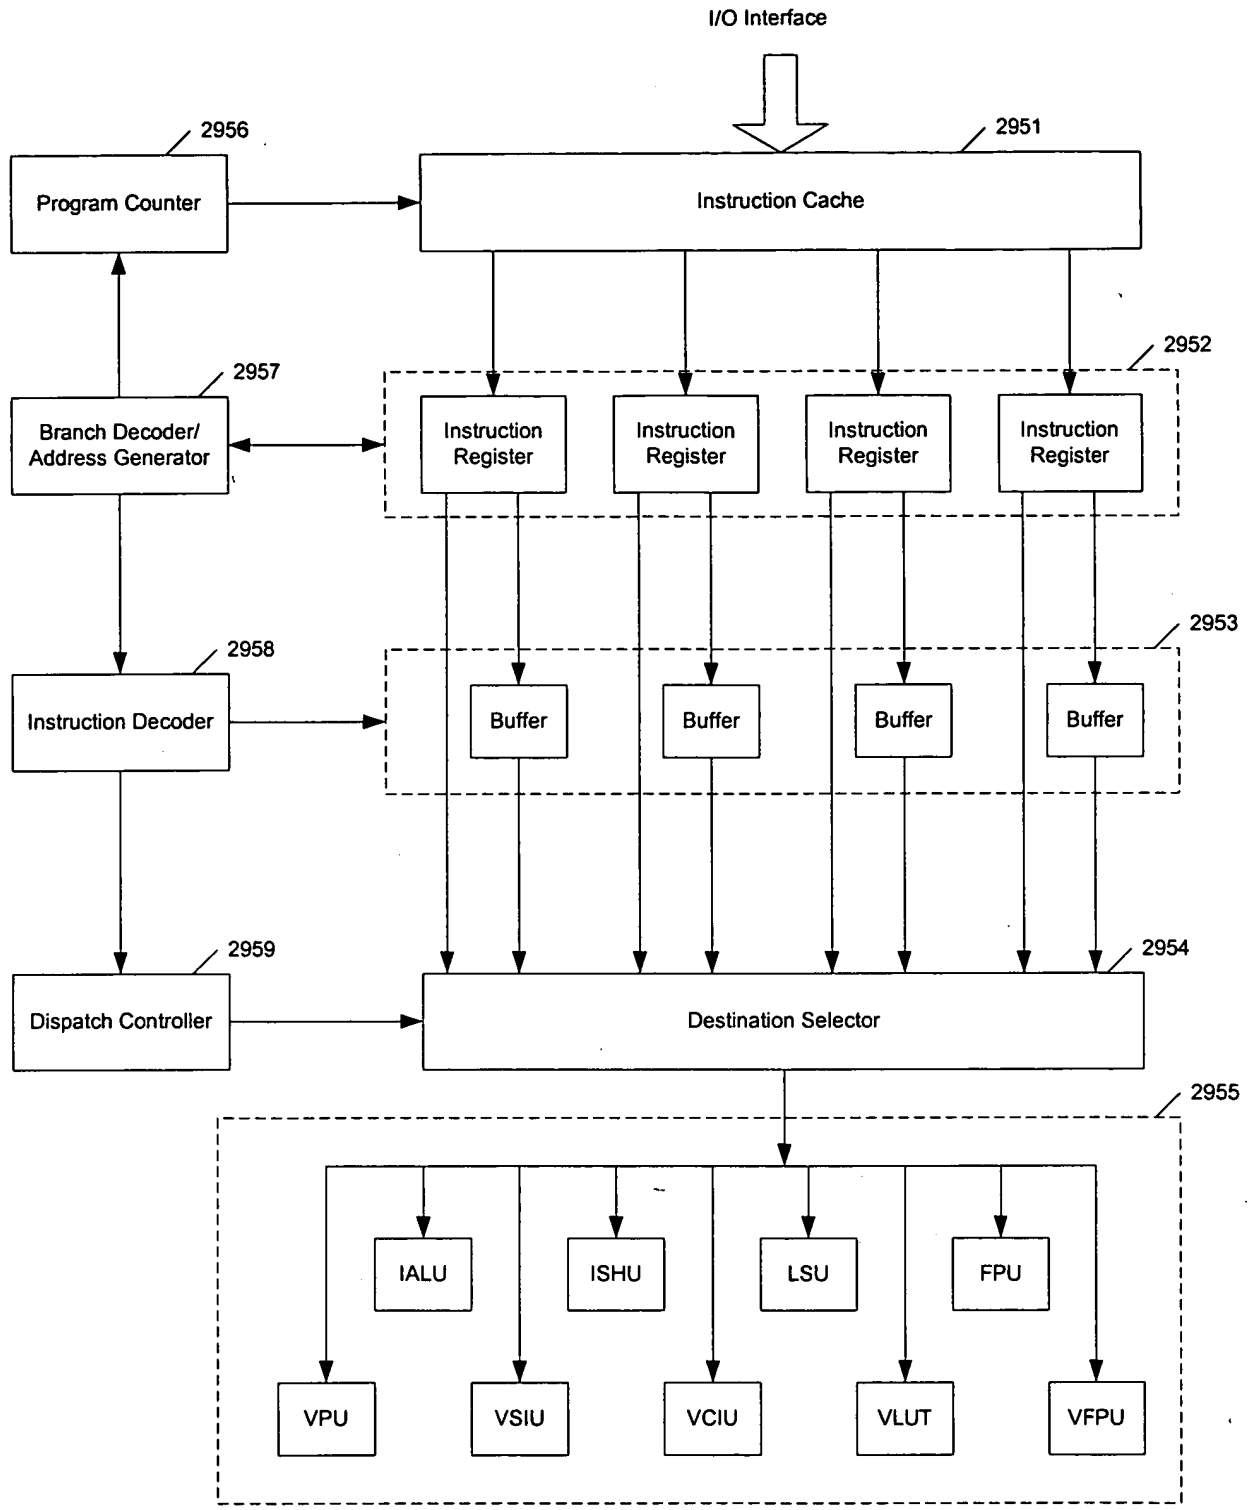 I/O Interface
2956
2951
Program Counter
Instruction Cache
2952
2957
Branch Decoder/
Address Generator
Instruction
Register
Instruction
Register
Instruction
Register
Instruction
Register
2953
2958
Instruction Decoder
Buffer
Buffer
Buffer
Buffer
2959
2954
Dispatch Controller
Destination Selector
2955
IALU
ISHU
LSU
FPU
VPU
VSIU
VCIU
VLUT
VFPU